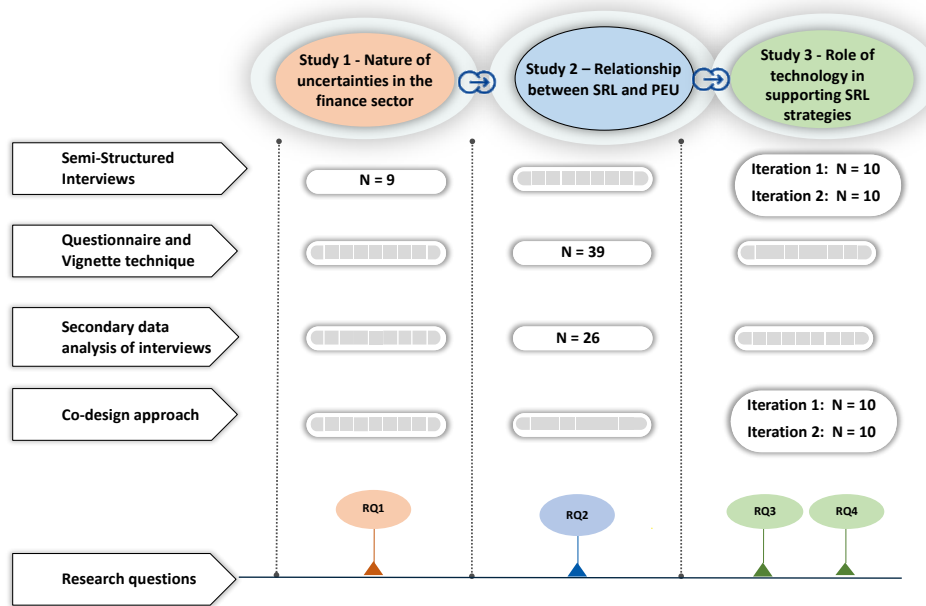 Study 1 - Nature of
uncertainties in the
finance sector
Study 2 – Relationship
between SRL and PEU
Study 3 - Role of
technology in
supporting SRL
strategies
Semi-Structured
Interviews
N = 9
Iteration 1: N = 10
Iteration 2: N = 10
Questionnaire and
Vignette technique
N = 39
Secondary data
analysis of interviews
N = 26
Co-design approach
Iteration 1: N = 10
Iteration 2: N = 10
RQ1
RQ2
RQ3
RQ4
Research questions